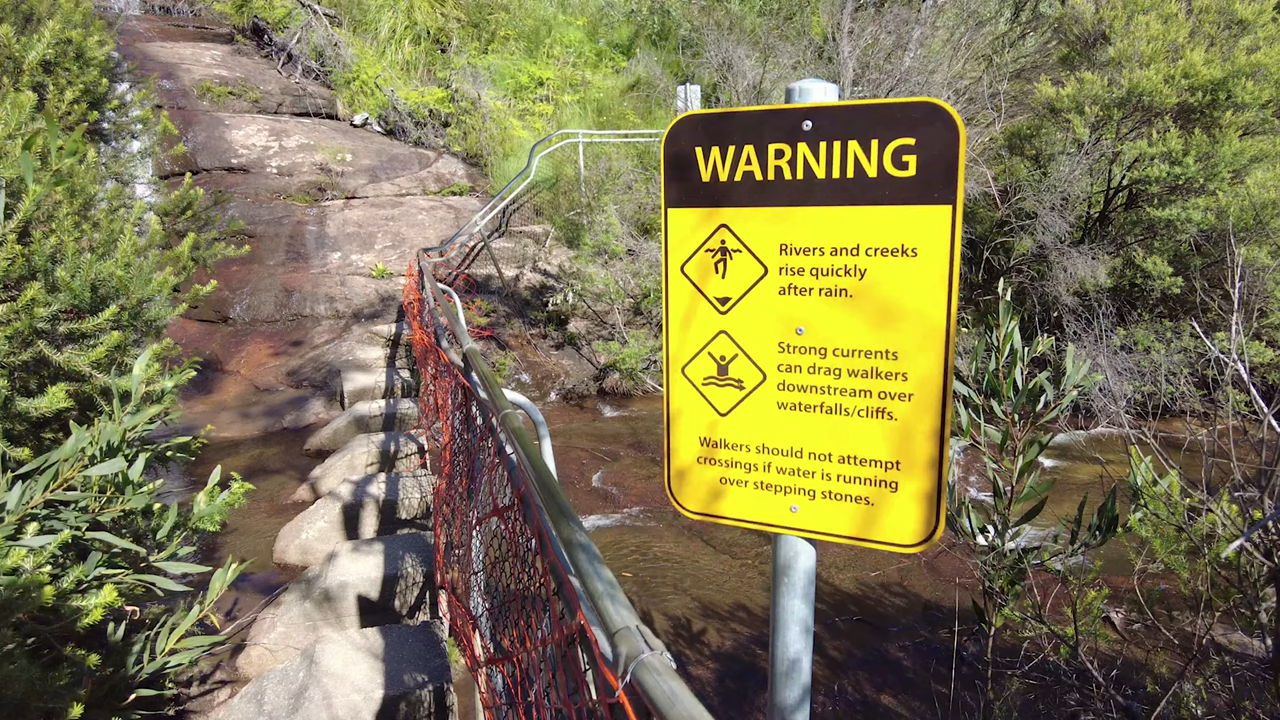 WARNING
Rivers and creeks
rise quickly
after rain.
Strong currents
can drag walkers
downstream over
waterfalls/cliffs.
Walkers should not attempt
crossings if water is running
over stepping stones.